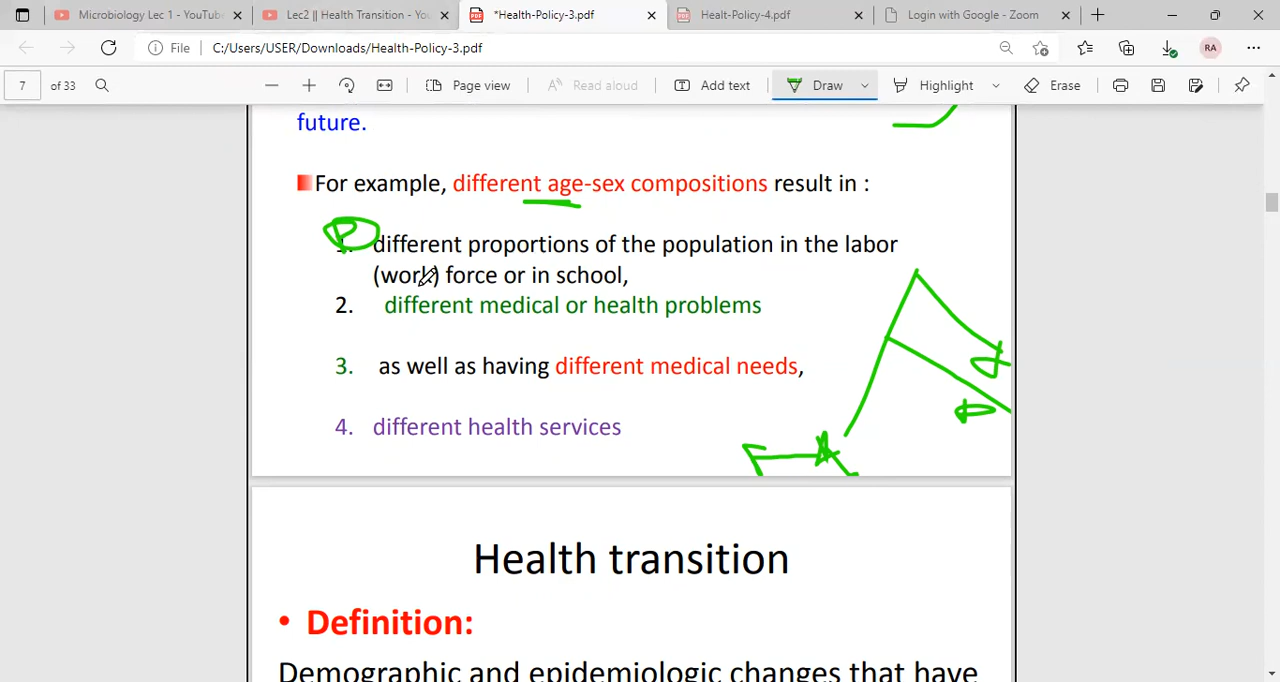 Microbiology Lec 1 - YouTub
Lec2 || Health Transition - You
*Health-Policy-3.pdf
Healt-Policy-4.pdf
Login with Google - Zoom
File
C:/Users/USER/Downloads/Health-Policy-3.pdf
RA
7 of 33
Page view
Read aloud
Add text
Draw
Highlight
Erase
future.
For example, different age-sex compositions result in :
P
1. different proportions of the population in the labor
(work) force or in school,
2. different medical or health problems
3. as well as having different medical needs,
4. different health services
Health transition
• Definition:
Demographic and epidemiologic changes that have